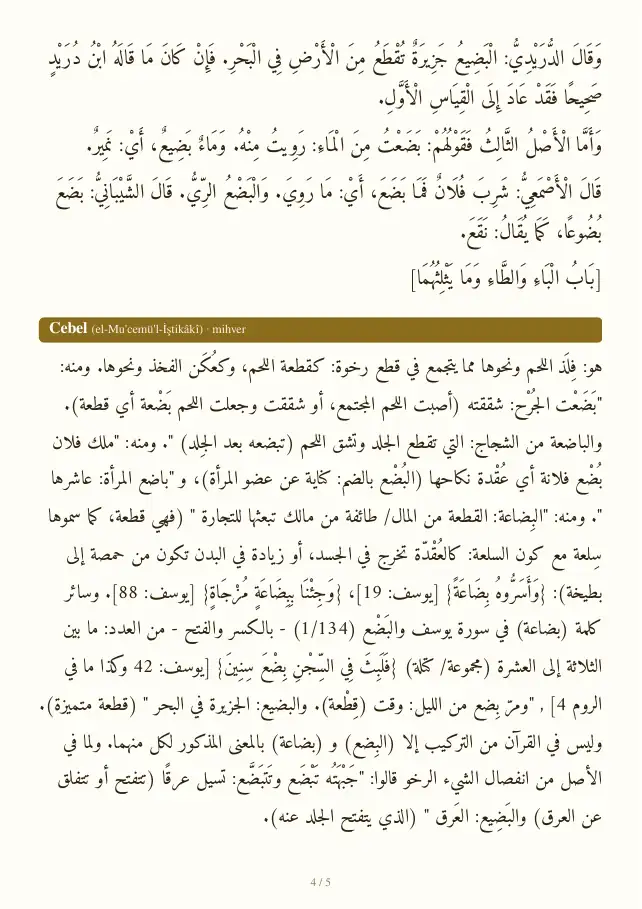 وَقَالَ الدُّرَيْدِيُّ: الْبَضِيعُ جَزِيرَةٌ تُقْطَعُ مِنَ الْأَرْضِ فِي الْبَحْرِ. فَإِنْ كَانَ مَا قَالَهُ ابْنُ دُرَيْدٍ
صَحِيحًا فَقَدْ عَادَ إِلَى الْقِيَاسِ الْأَوَّلِ.
وَأَمَّا الْأَصْلُ الثَّالِثُ فَقَوْلُهُمْ: بَضَعْتُ مِنَ الْمَاءِ: رَوِيتُ مِنْهُ. وَمَاءٌ بَضِيعٌ، أَيْ: نَمِيرٌ.
قَالَ الْأَصْمَعِيُّ: شَرِبَ فُلَانٌ فَمَا بَضَعَ، أَيْ: مَا رَوِيَ. وَالْبَضْعُ الرِّيُّ. قَالَ الشَّيْبَانِيُّ: بَضَعَ
بُضُوعًا، كَمَا يُقَالُ: نَقَعَ.
[بَابُ الْبَاءِ وَالطَّاءِ وَمَا يَثْلِثُهُمَا]
Cebel (el-Mu'cemü'l-İştikâkî) · mihver
هو: فِلَذ اللحم ونحوها مما يتجمع في قطع رخوة: كقطعة اللحم، وكعُكَن الفخذ ونحوها. ومنه:
"بَضَعْت الجُرْح: شققته (أصبت اللحم المجتمع، أو شققت وجعلت اللحم بَضْعة أي قطعة).
والباضعة من الشجاج: التي تقطع الجلد وتشق اللحم (تبضعه بعد الجِلد) ". ومنه: "ملك فلان
بُضْع فلانة أي عُقْدة نكاحها (البُضْع بالضم: كناية عن عضو المرأة)، و "باضع المرأة: عاشرها
". ومنه: "البِضاعة: القطعة من المال/ طائفة من مالك تبعثها للتجارة " (فهي قطعة، كما سموها
سِلعة مع كون السلعة: كالعُقْدّة تخرج في الجسد، أو زيادة في البدن تكون من حمصة إلى
بطيخة): {وَأَسَرُّوهُ بِضَاعَةً} [يوسف: 19]، {وَجِئْنَا بِبِضَاعَةٍ مُزْجَاةٍ} [يوسف: 88]. وسائر
كلمة (بضاعة) في سورة يوسف والبَضْع (1/134) - بالكسر والفتح - من العدد: ما بين
الثلاثة إلى العشرة (مجموعة/ كتلة) {فَلَبِثَ فِي السِّجْنِ بِضْعَ سِنِينَ} [يوسف: 42 وكذا ما في
الروم 4] , "ومرّ بِضع من الليل: وقت (قِطْعة). والبضيع: الجزيرة في البحر " (قطعة متميزة).
وليس في القرآن من التركيب إلا (البِضع) و (بضاعة) بالمعنى المذكور لكل منهما. ولما في
الأصل من انفصال الشيء الرخو قالوا: "جَبْهَتُه تَبْضَع وتَتَبَضَّع: تسيل عرقًا (تتفتح أو تتفلق
عن العرق) والبَضِيع: العَرق " (الذي يتفتح الجلد عنه).
4 / 5